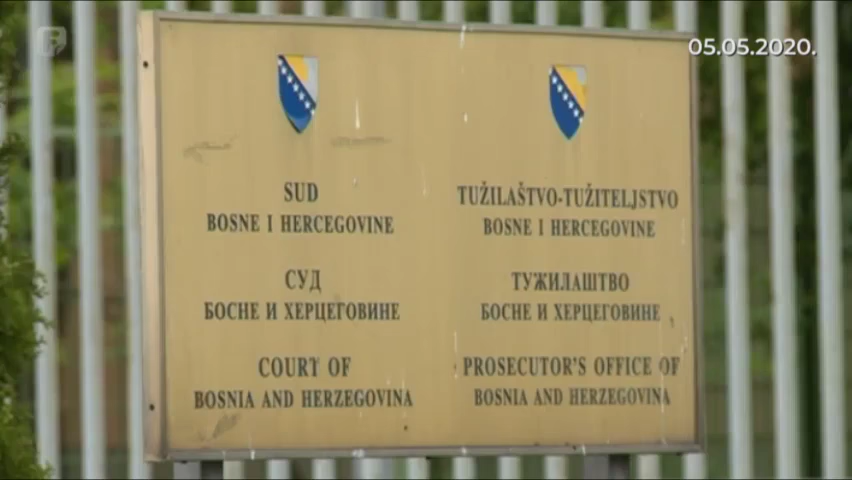 05.05.2020.
SUD
BOSNE I HERCEGOVINE
СУД
БОСНЕ И ХЕРЦЕГОВИНЕ
COURT OF
BOSNIA AND HERZEGOVINA
TUŽILAŠTVO-TUŽITELJSTVO
BOSNE I HERCEGOVINE
ТУЖИЛАШТВО
БОСНЕ И ХЕРЦЕГОВИНЕ
PROSECUTOR'S OFFICE OF
BOSNIA AND HERZEGOVINA